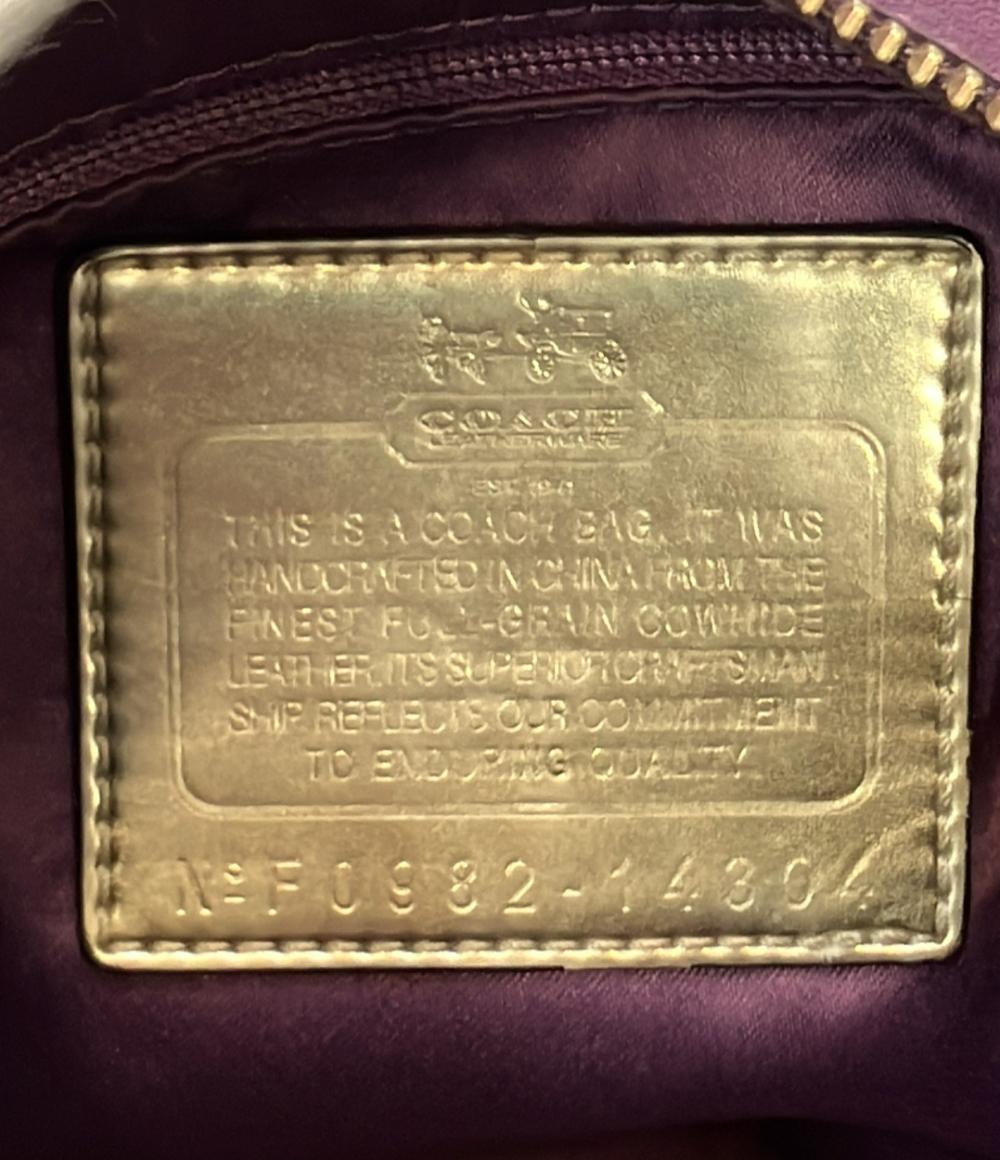 COACH
LEATHERWARE
EST. 1941
THIS IS A COACH BAG. IT WAS
HANDCRAFTED IN CHINA FROM THE
FINEST FULL-GRAIN COWHIDE
LEATHER. ITS SUPERIOR CRAFTSMAN
SHIP REFLECTS OUR COMMITMENT
TO ENDURING QUALITY.
Nº F0982-14304